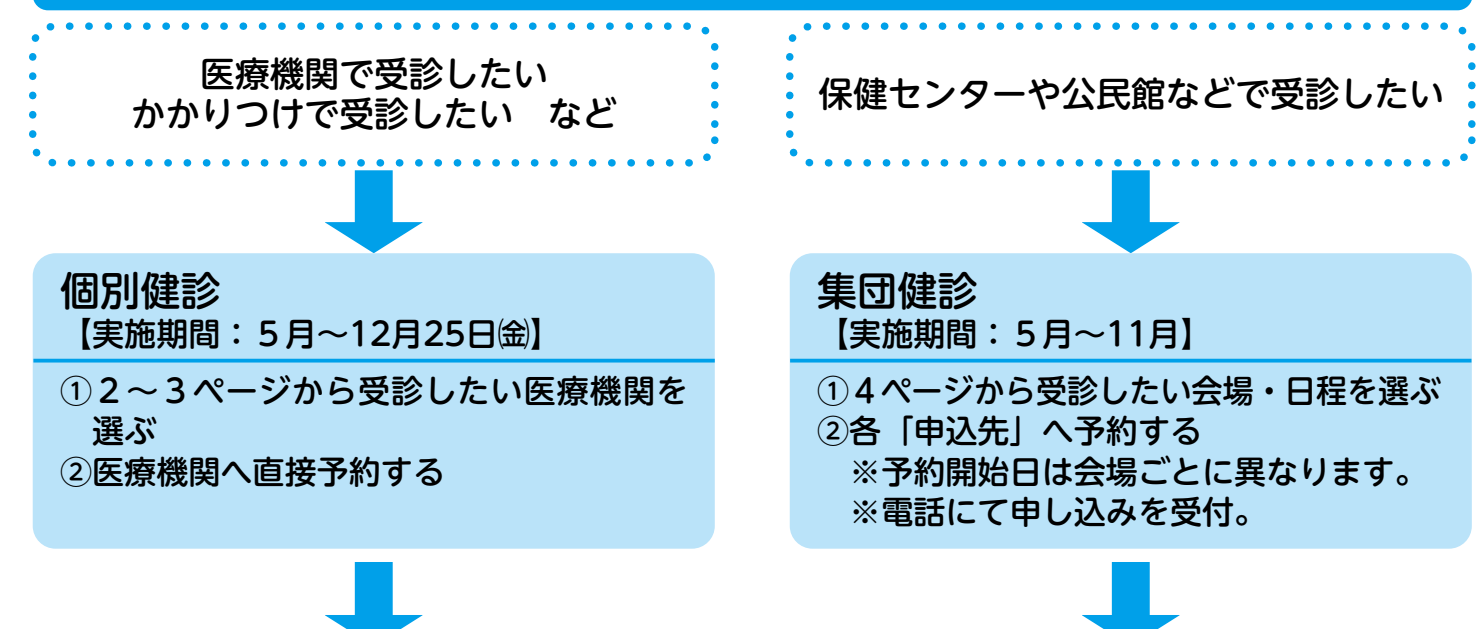 医療機関で受診したい
かかりつけで受診したい　など
保健センターや公民館などで受診したい
個別健診
【実施期間：５月～12月25日㈮】
①２～３ページから受診したい医療機関を
選ぶ
②医療機関へ直接予約する
集団健診
【実施期間：５月～11月】
①４ページから受診したい会場・日程を選ぶ
②各「申込先」へ予約する
※予約開始日は会場ごとに異なります。
※電話にて申し込みを受付。